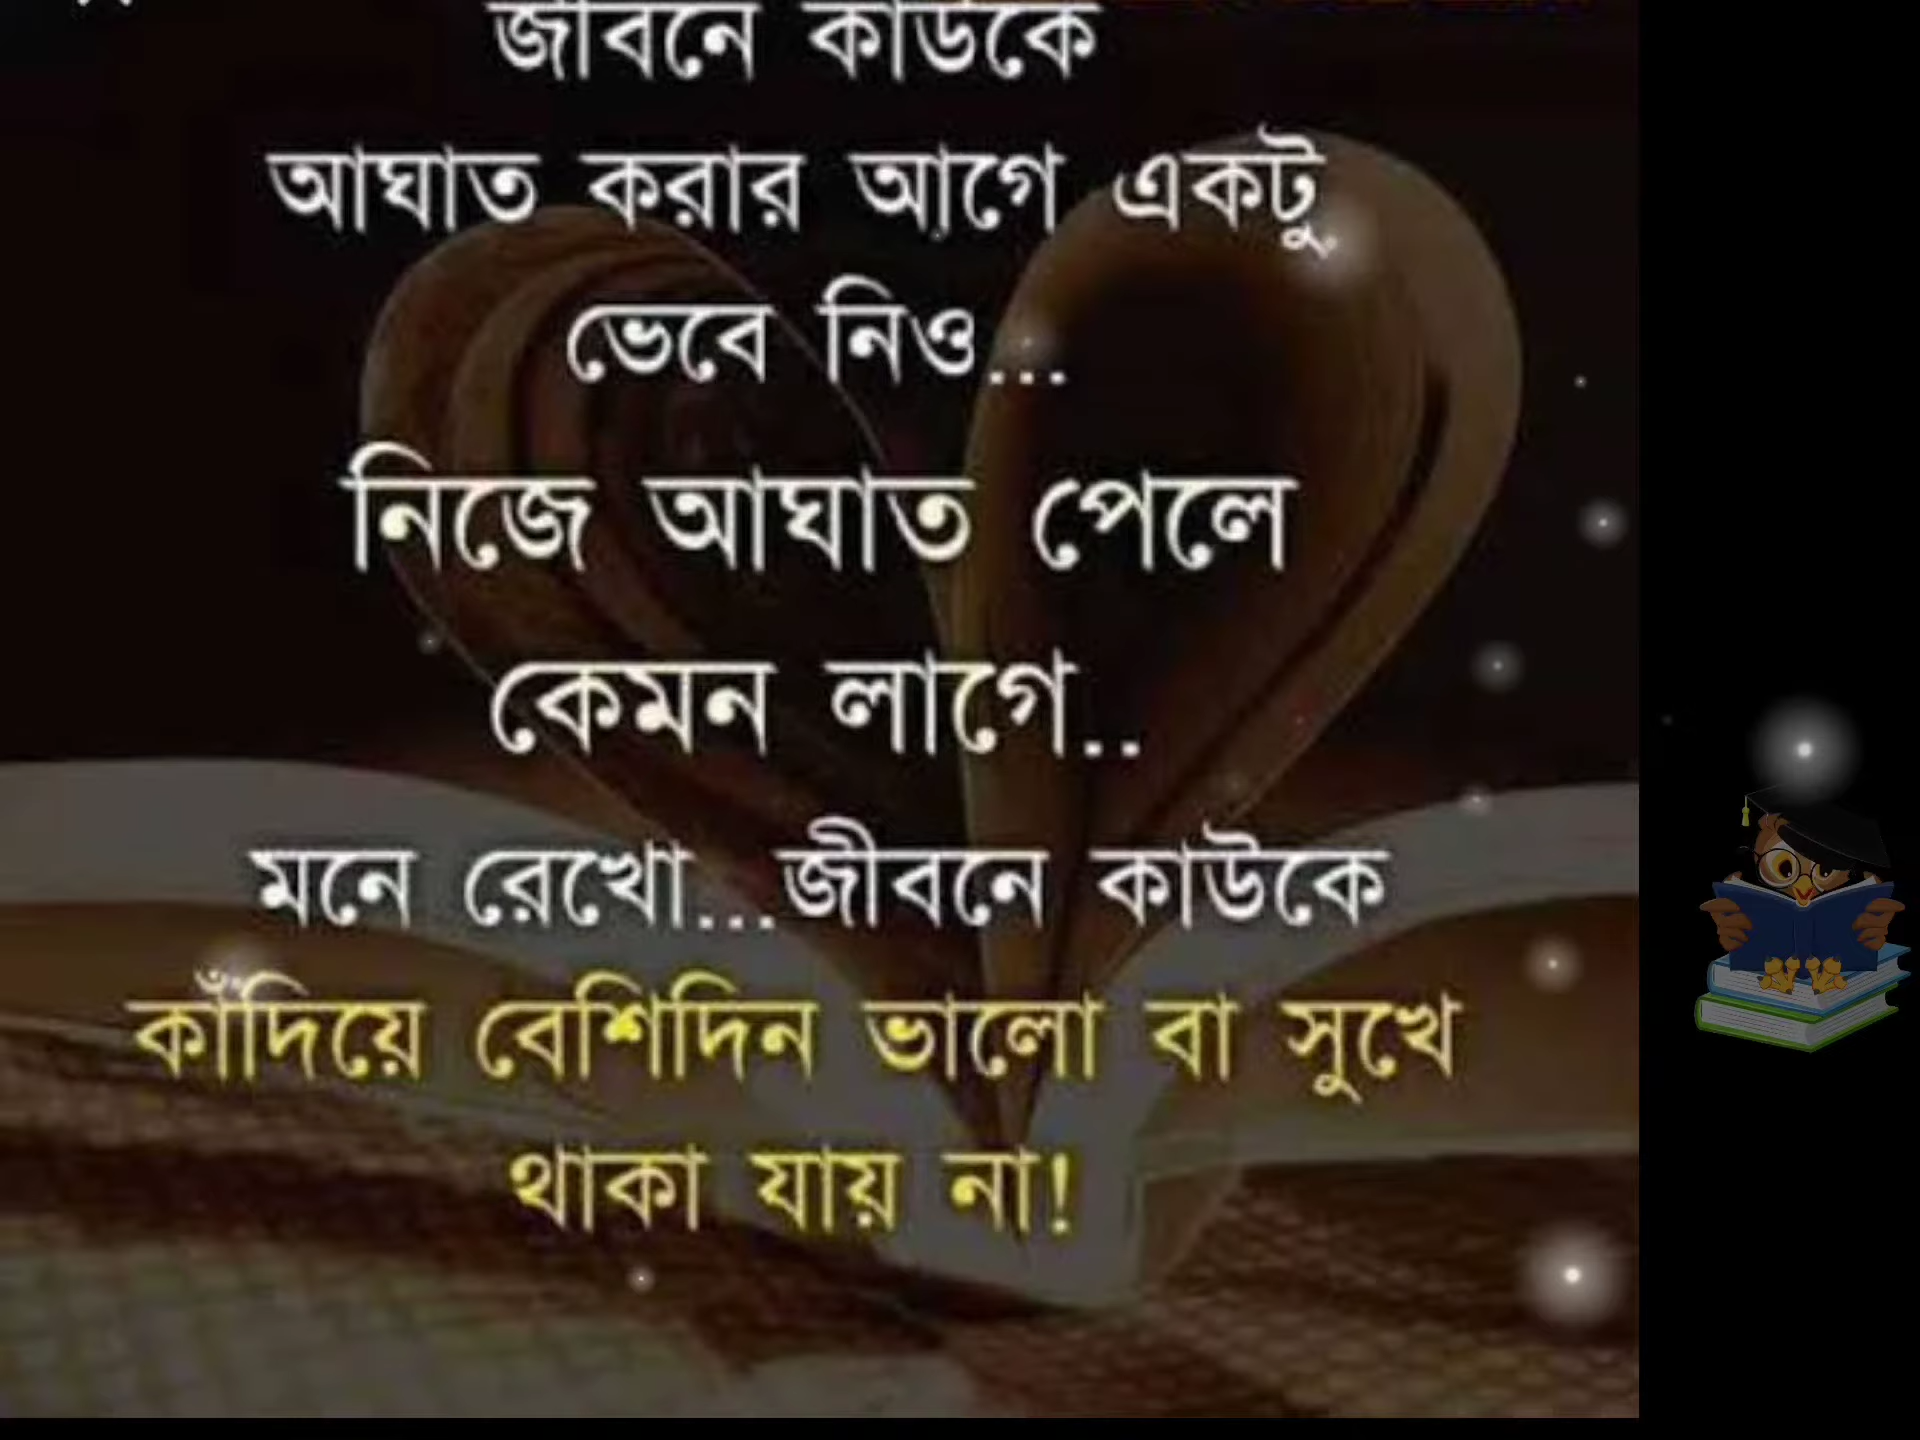 জীবনে কাউকে
আঘাত করার আগে একটু
ভেবে নিও...
নিজে আঘাত পেলে
কেমন লাগে..
মনে রেখো...জীবনে কাউকে
কাঁদিয়ে বেশিদিন ভালো বা সুখে
থাকা যায় না!